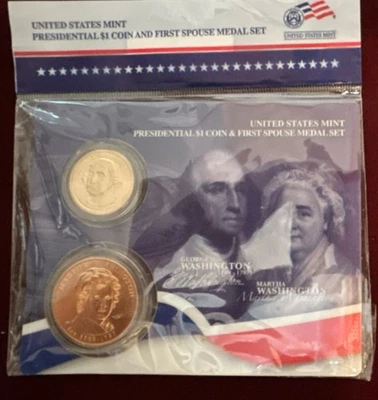 UNITED STATES MINT
PRESIDENTIAL $1 COIN AND FIRST SPOUSE MEDAL SET
UNITED STATES MINT
UNITED STATES MINT
PRESIDENTIAL $1 COIN & FIRST SPOUSE MEDAL SET
GEORGE
WASHINGTON
MARTHA
WASHINGTON